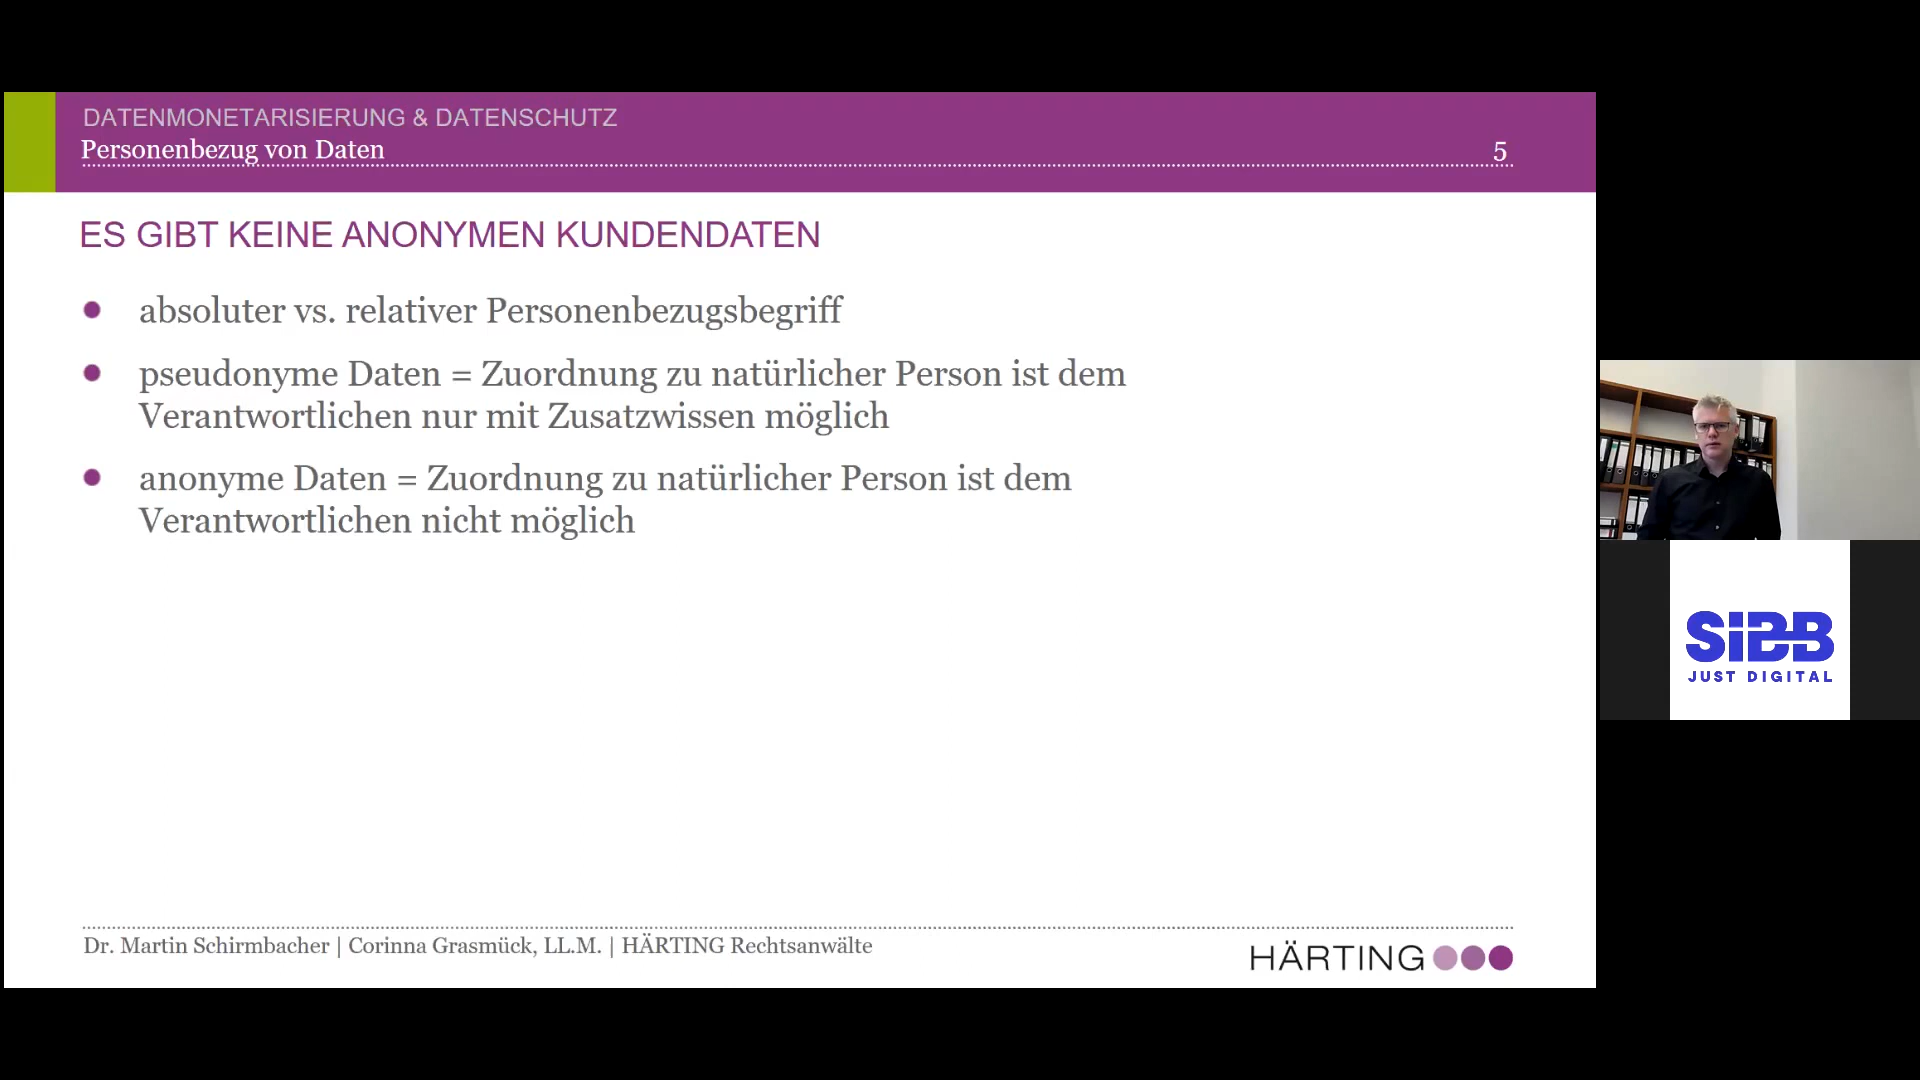 DATENMONETARISIERUNG & DATENSCHUTZ
Personenbezug von Daten
5
ES GIBT KEINE ANONYMEN KUNDENDATEN
absoluter vs. relativer Personenbezugsbegriff
pseudonyme Daten = Zuordnung zu natürlicher Person ist dem
Verantwortlichen nur mit Zusatzwissen möglich
anonyme Daten = Zuordnung zu natürlicher Person ist dem
Verantwortlichen nicht möglich
Dr. Martin Schirmbacher | Corinna Grasmück, LL.M. | HÄRTING Rechtsanwälte
HÄRTING
SIBB
JUST DIGITAL